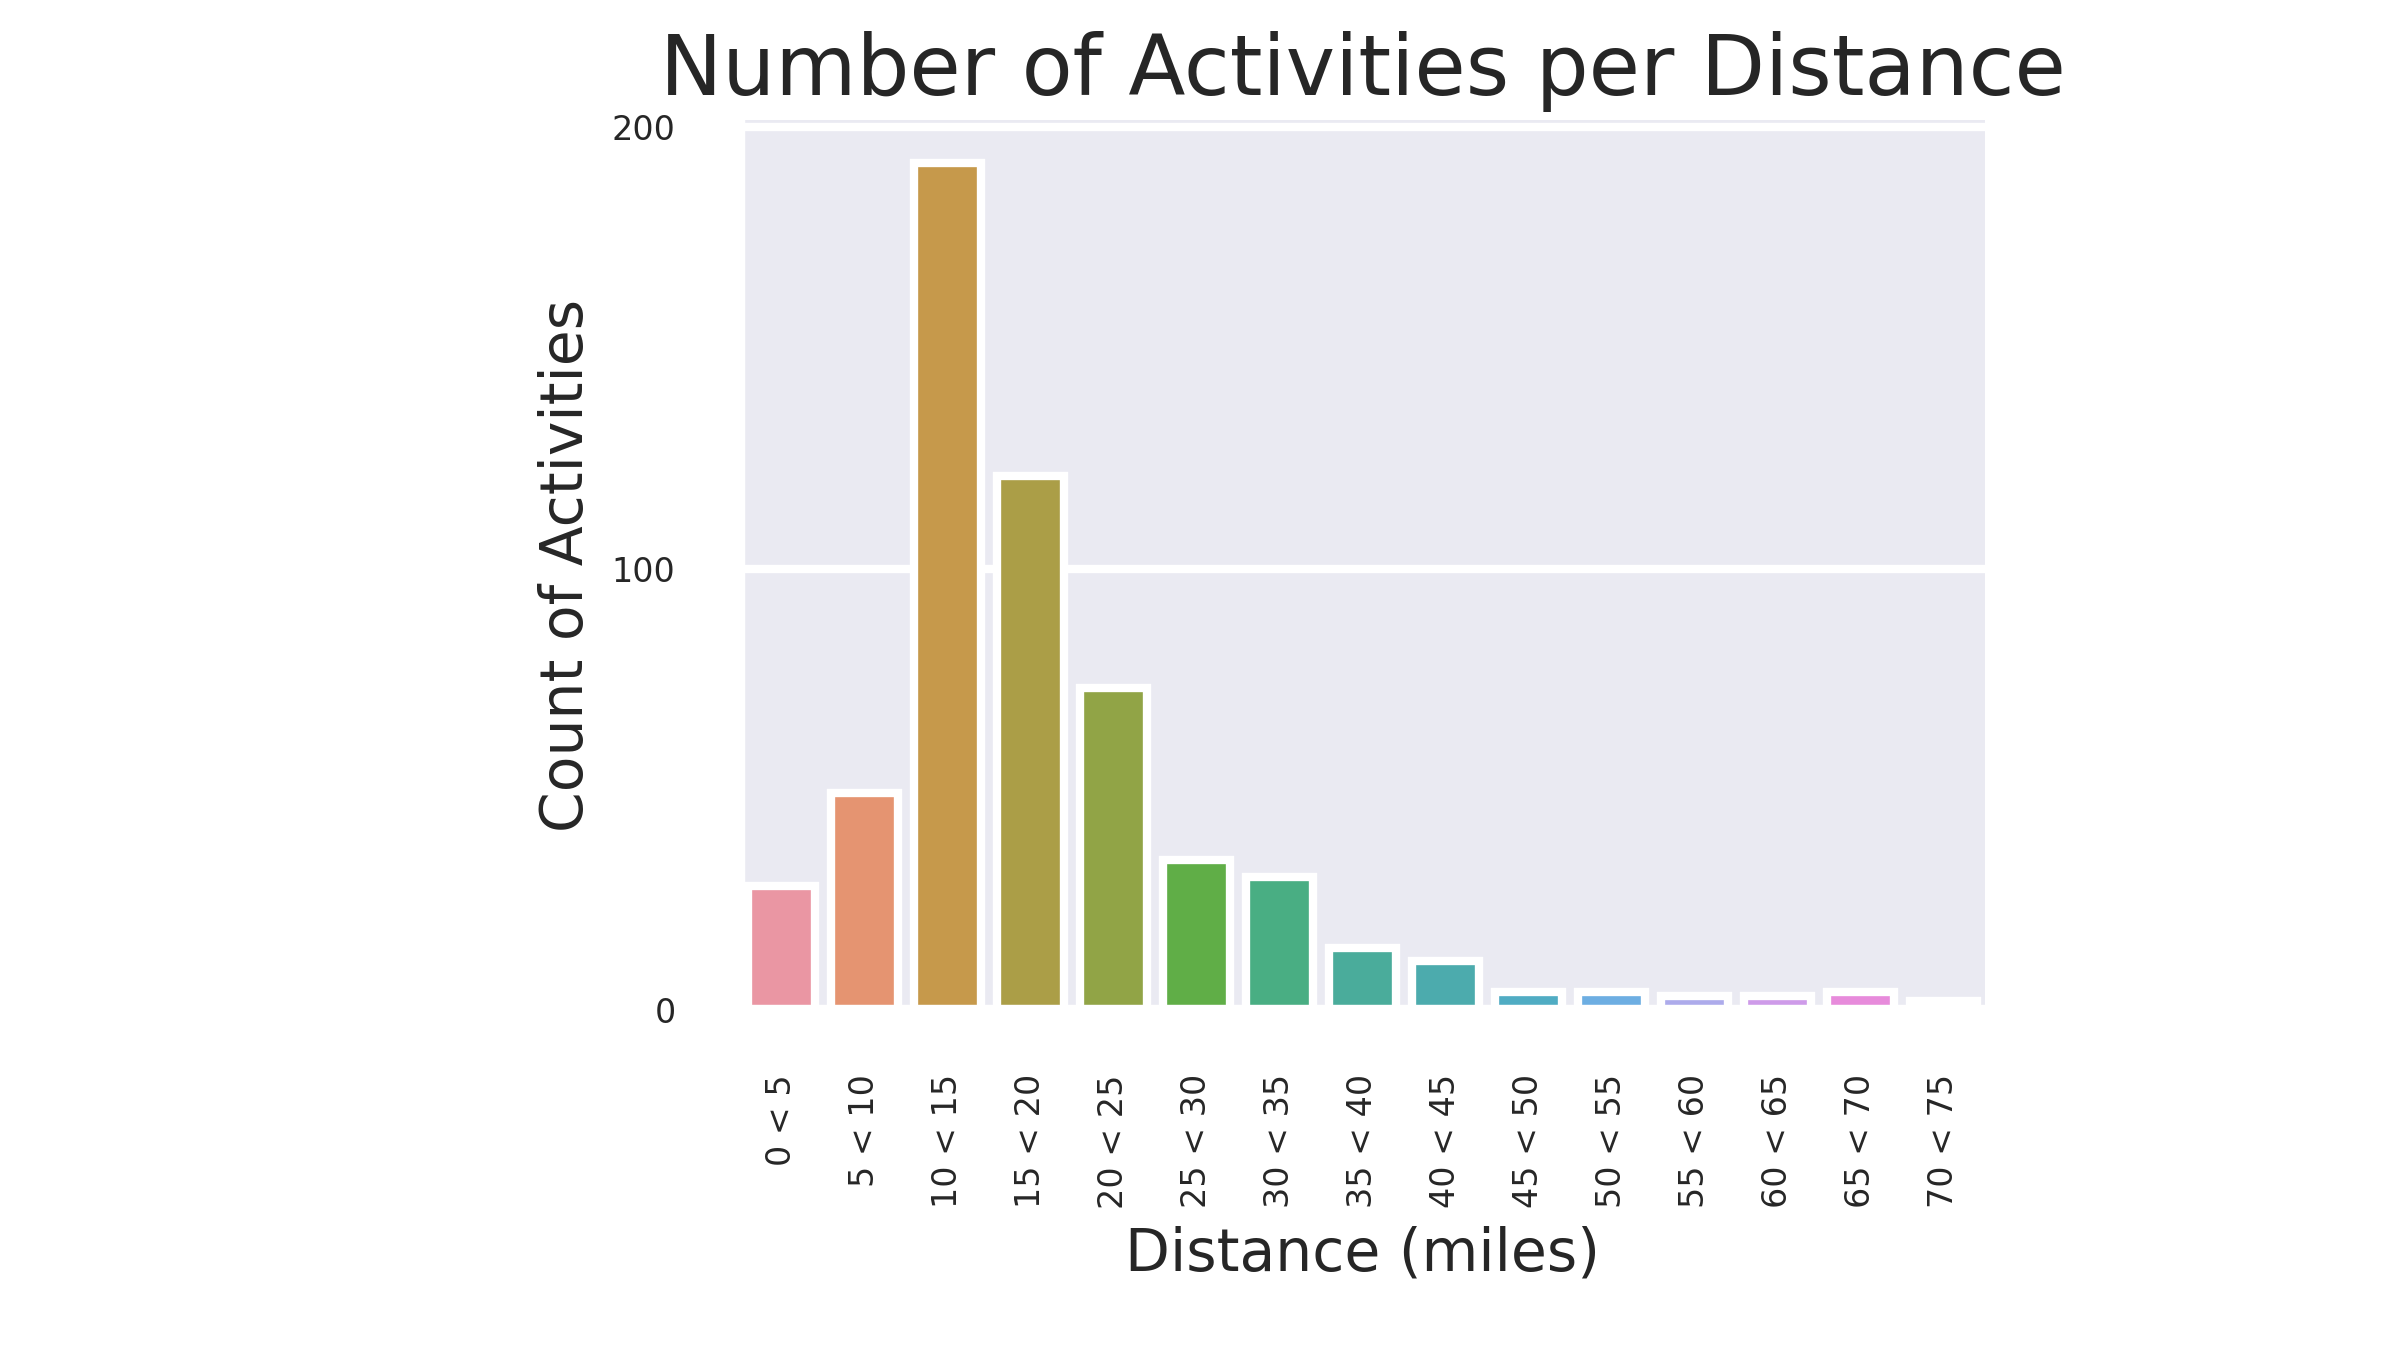 Number of Activities per Distance
200
100
0
Count of Activities
0 < 5
5 < 10
10 < 15
15 < 20
20 < 25
25 < 30
30 < 35
35 < 40
40 < 45
45 < 50
50 < 55
55 < 60
60 < 65
65 < 70
70 < 75
Distance (miles)